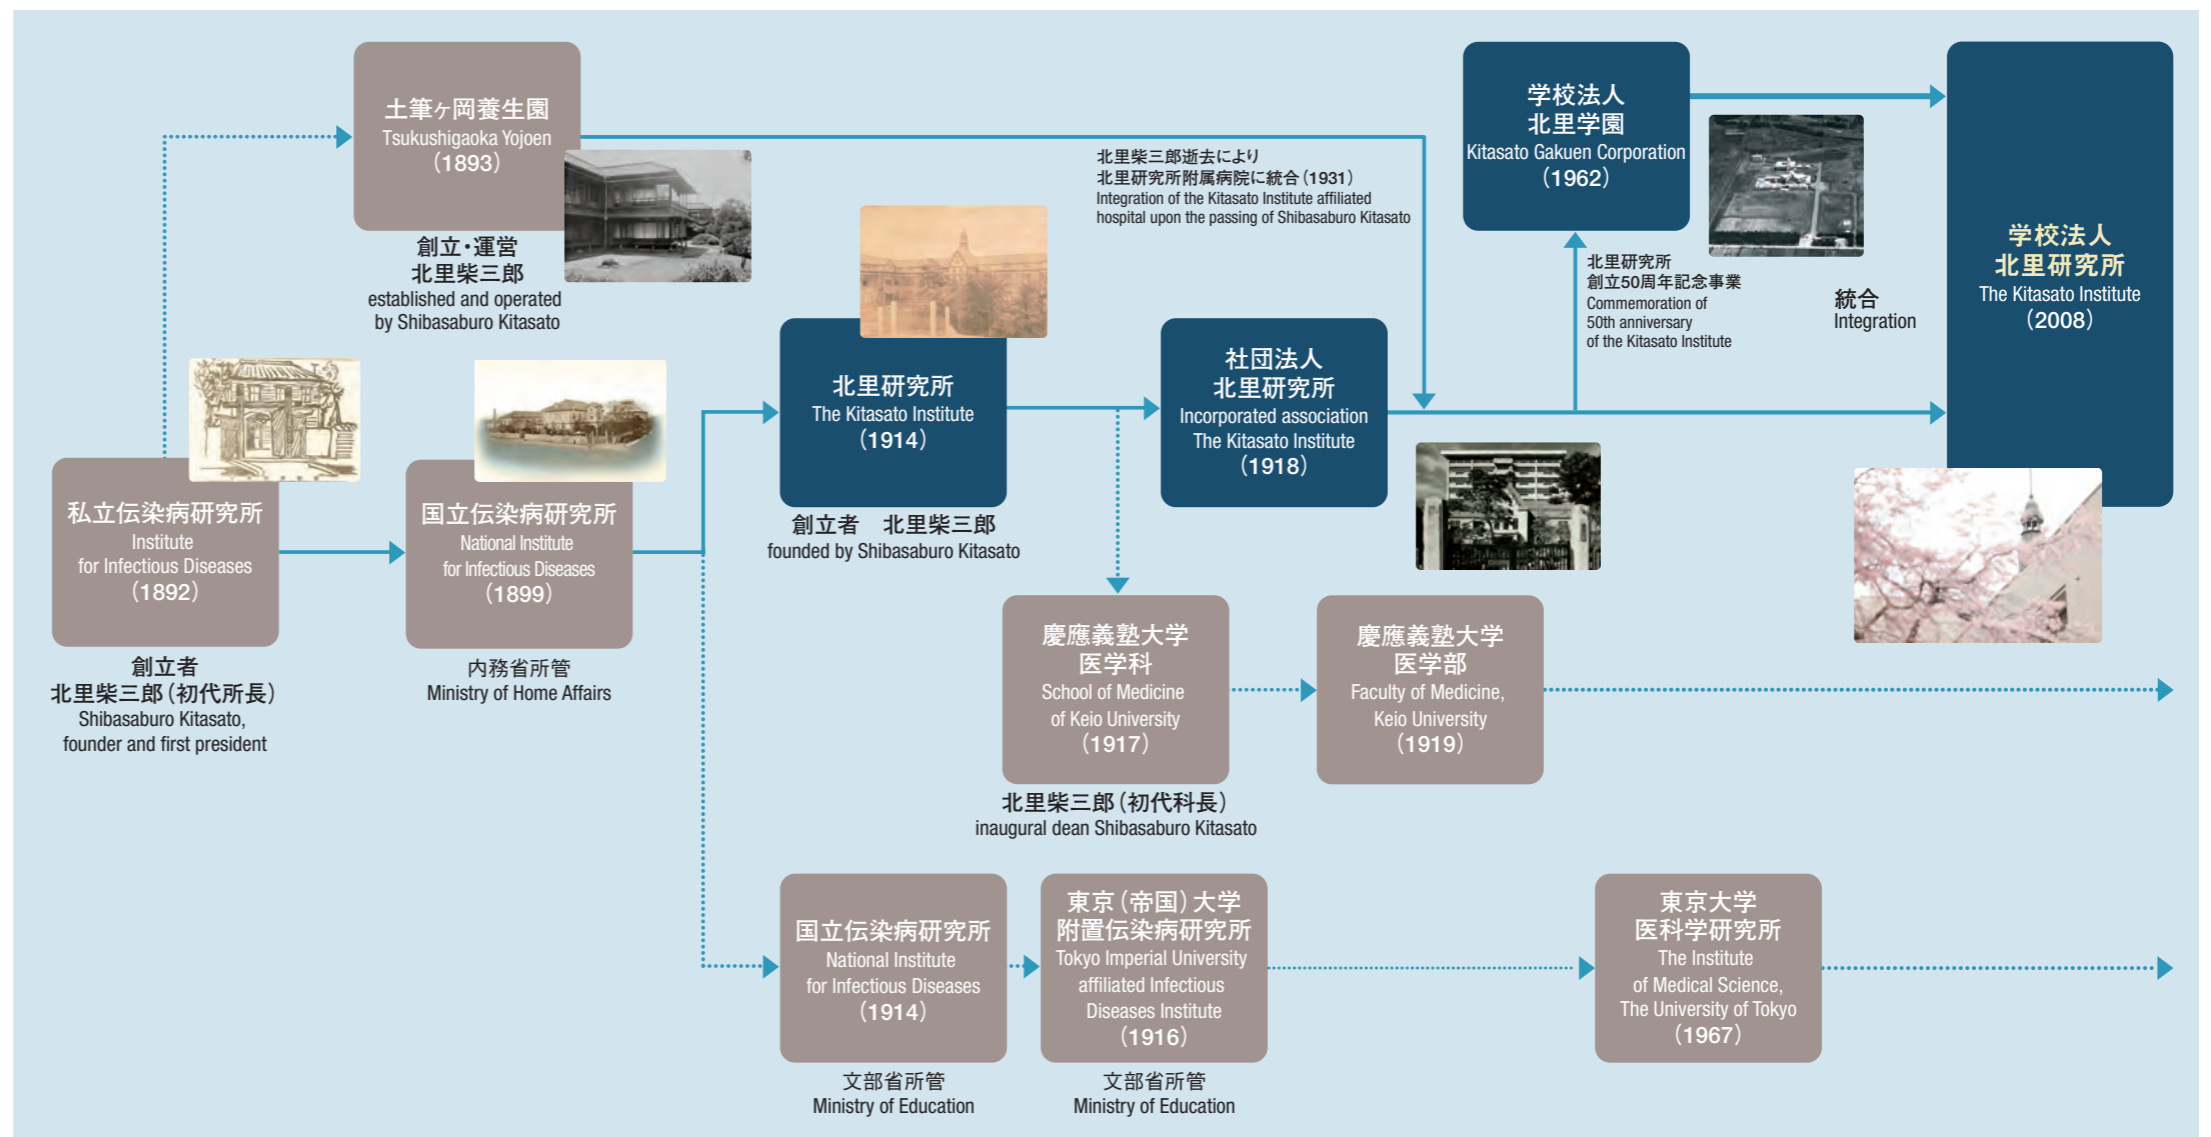 土筆ヶ岡養生園
Tsukushigaoka Yojoen
（1893）
創立・運営
北里柴三郎
established and operated
by Shibasaburo Kitasato
北里柴三郎逝去により
北里研究所附属病院に統合（1931）
Integration of the Kitasato Institute affiliated
hospital upon the passing of Shibasaburo Kitasato
学校法人
北里学園
Kitasato Gakuen Corporation
（1962）
北里研究所
創立50周年記念事業
Commemoration of
50th anniversary
of the Kitasato Institute
統合
Integration
学校法人
北里研究所
The Kitasato Institute
（2008）
私立伝染病研究所
Institute
for Infectious Diseases
（1892）
創立者
北里柴三郎（初代所長）
Shibasaburo Kitasato,
founder and first president
国立伝染病研究所
National Institute
for Infectious Diseases
（1899）
内務省所管
Ministry of Home Affairs
北里研究所
The Kitasato Institute
（1914）
創立者　北里柴三郎
founded by Shibasaburo Kitasato
社団法人
北里研究所
Incorporated association
The Kitasato Institute
（1918）
慶應義塾大学
医学科
School of Medicine
of Keio University
（1917）
北里柴三郎（初代科長）
inaugural dean Shibasaburo Kitasato
慶應義塾大学
医学部
Faculty of Medicine,
Keio University
（1919）
国立伝染病研究所
National Institute
for Infectious Diseases
（1914）
文部省所管
Ministry of Education
東京（帝国）大学
附置伝染病研究所
Tokyo Imperial University
affiliated Infectious
Diseases Institute
（1916）
文部省所管
Ministry of Education
東京大学
医科学研究所
The Institute
of Medical Science,
The University of Tokyo
（1967）